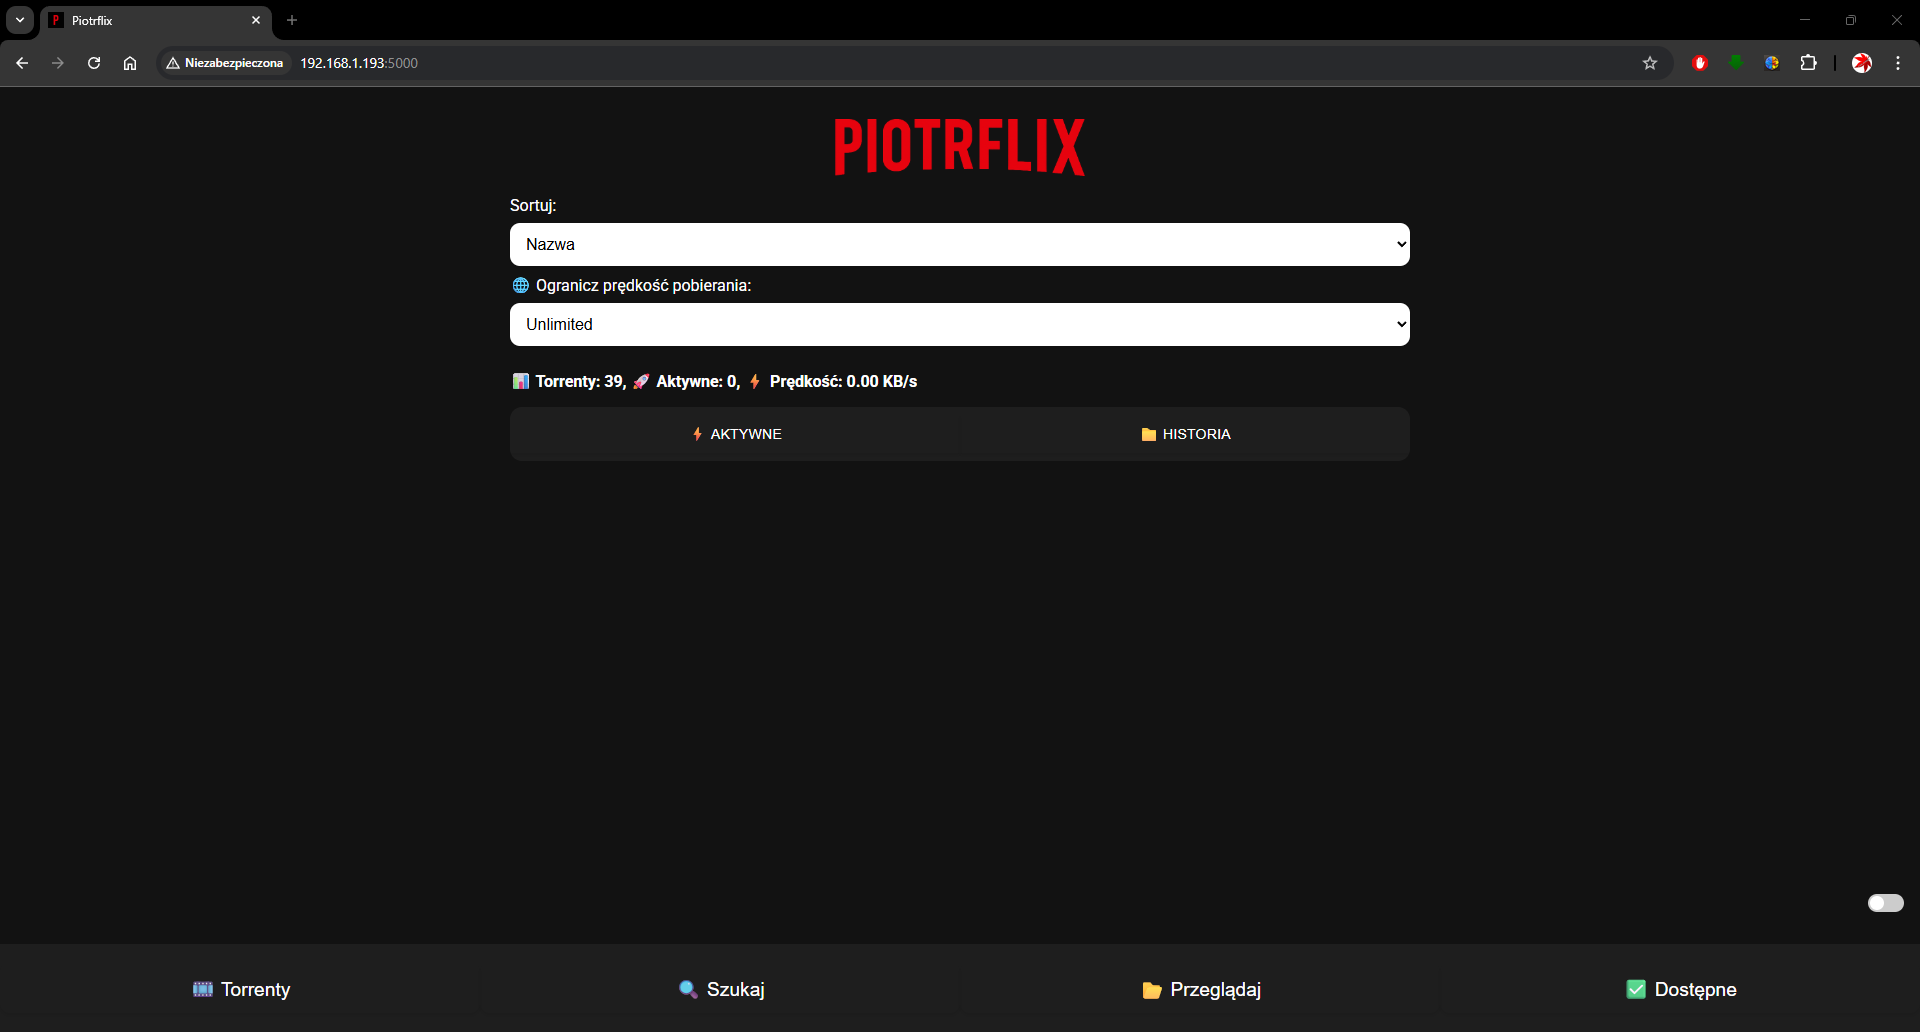 Piotrflix
Niezabezpieczona 192.168.1.193:5000
PIOTRFLIX
Sortuj:
Nazwa
Ogranicz prędkość pobierania:
Unlimited
Torrenty: 39, Aktywne: 0, Prędkość: 0.00 KB/s
AKTYWNE HISTORIA
Torrenty Szukaj Przeglądaj Dostępne